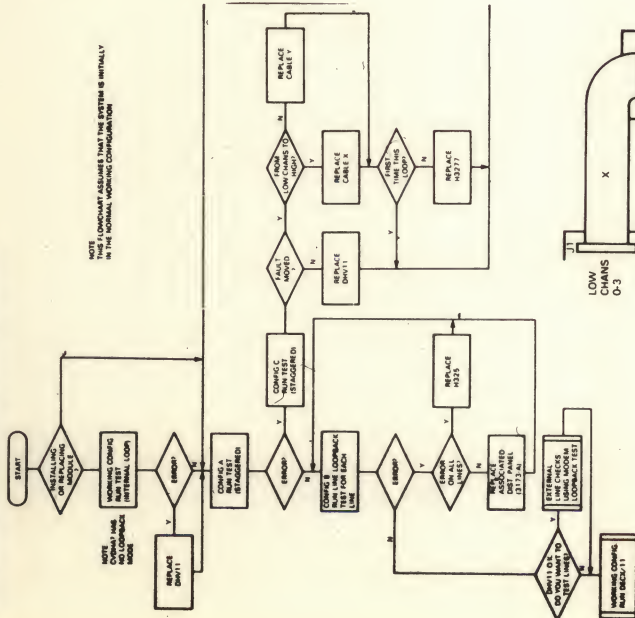 NOTE
THIS FLOWCHART ASSUMES THAT THE SYSTEM IS INITIALLY
IN THE NORMAL WORKING CONFIGURATION
START
INSTALLING
OR REPLACING
MODULE
NOTE
CVDHA? HAS
NO LOOPBACK
MODE
WORKING CONFIG
RUN TEST
(INTERNAL LOOP)
ERROR?
Y
N
REPLACE
DHV11
CONFIG A
RUN TEST
(STAGGERED)
ERROR?
Y
N
CONFIG C
RUN TEST
(STAGGERED)
FAULT
MOVED
?
Y
N
REPLACE
DHV11
FROM
LOW CHANS TO
HIGH?
N
Y
REPLACE
CABLE Y
REPLACE
CABLE X
FIRST
TIME THIS
LOOP?
Y
N
REPLACE
H3277
CONFIG B
RUN LINE LOOPBACK
TEST FOR EACH
LINE
ERROR?
Y
N
ERROR
ON ALL
LINES?
Y
N
REPLACE
H325
REPLACE
ASSOCIATED
DIST PANEL
(3173-A)
DHV11 O.K.
DO YOU WANT TO
TEST LINES?
Y
N
EXTERNAL
LINE CHECKS
USING MODEM
LOOPBACK TEST
WORKING CONFIG.
RUN DECX/11
J1
LOW
CHANS
0-3
X